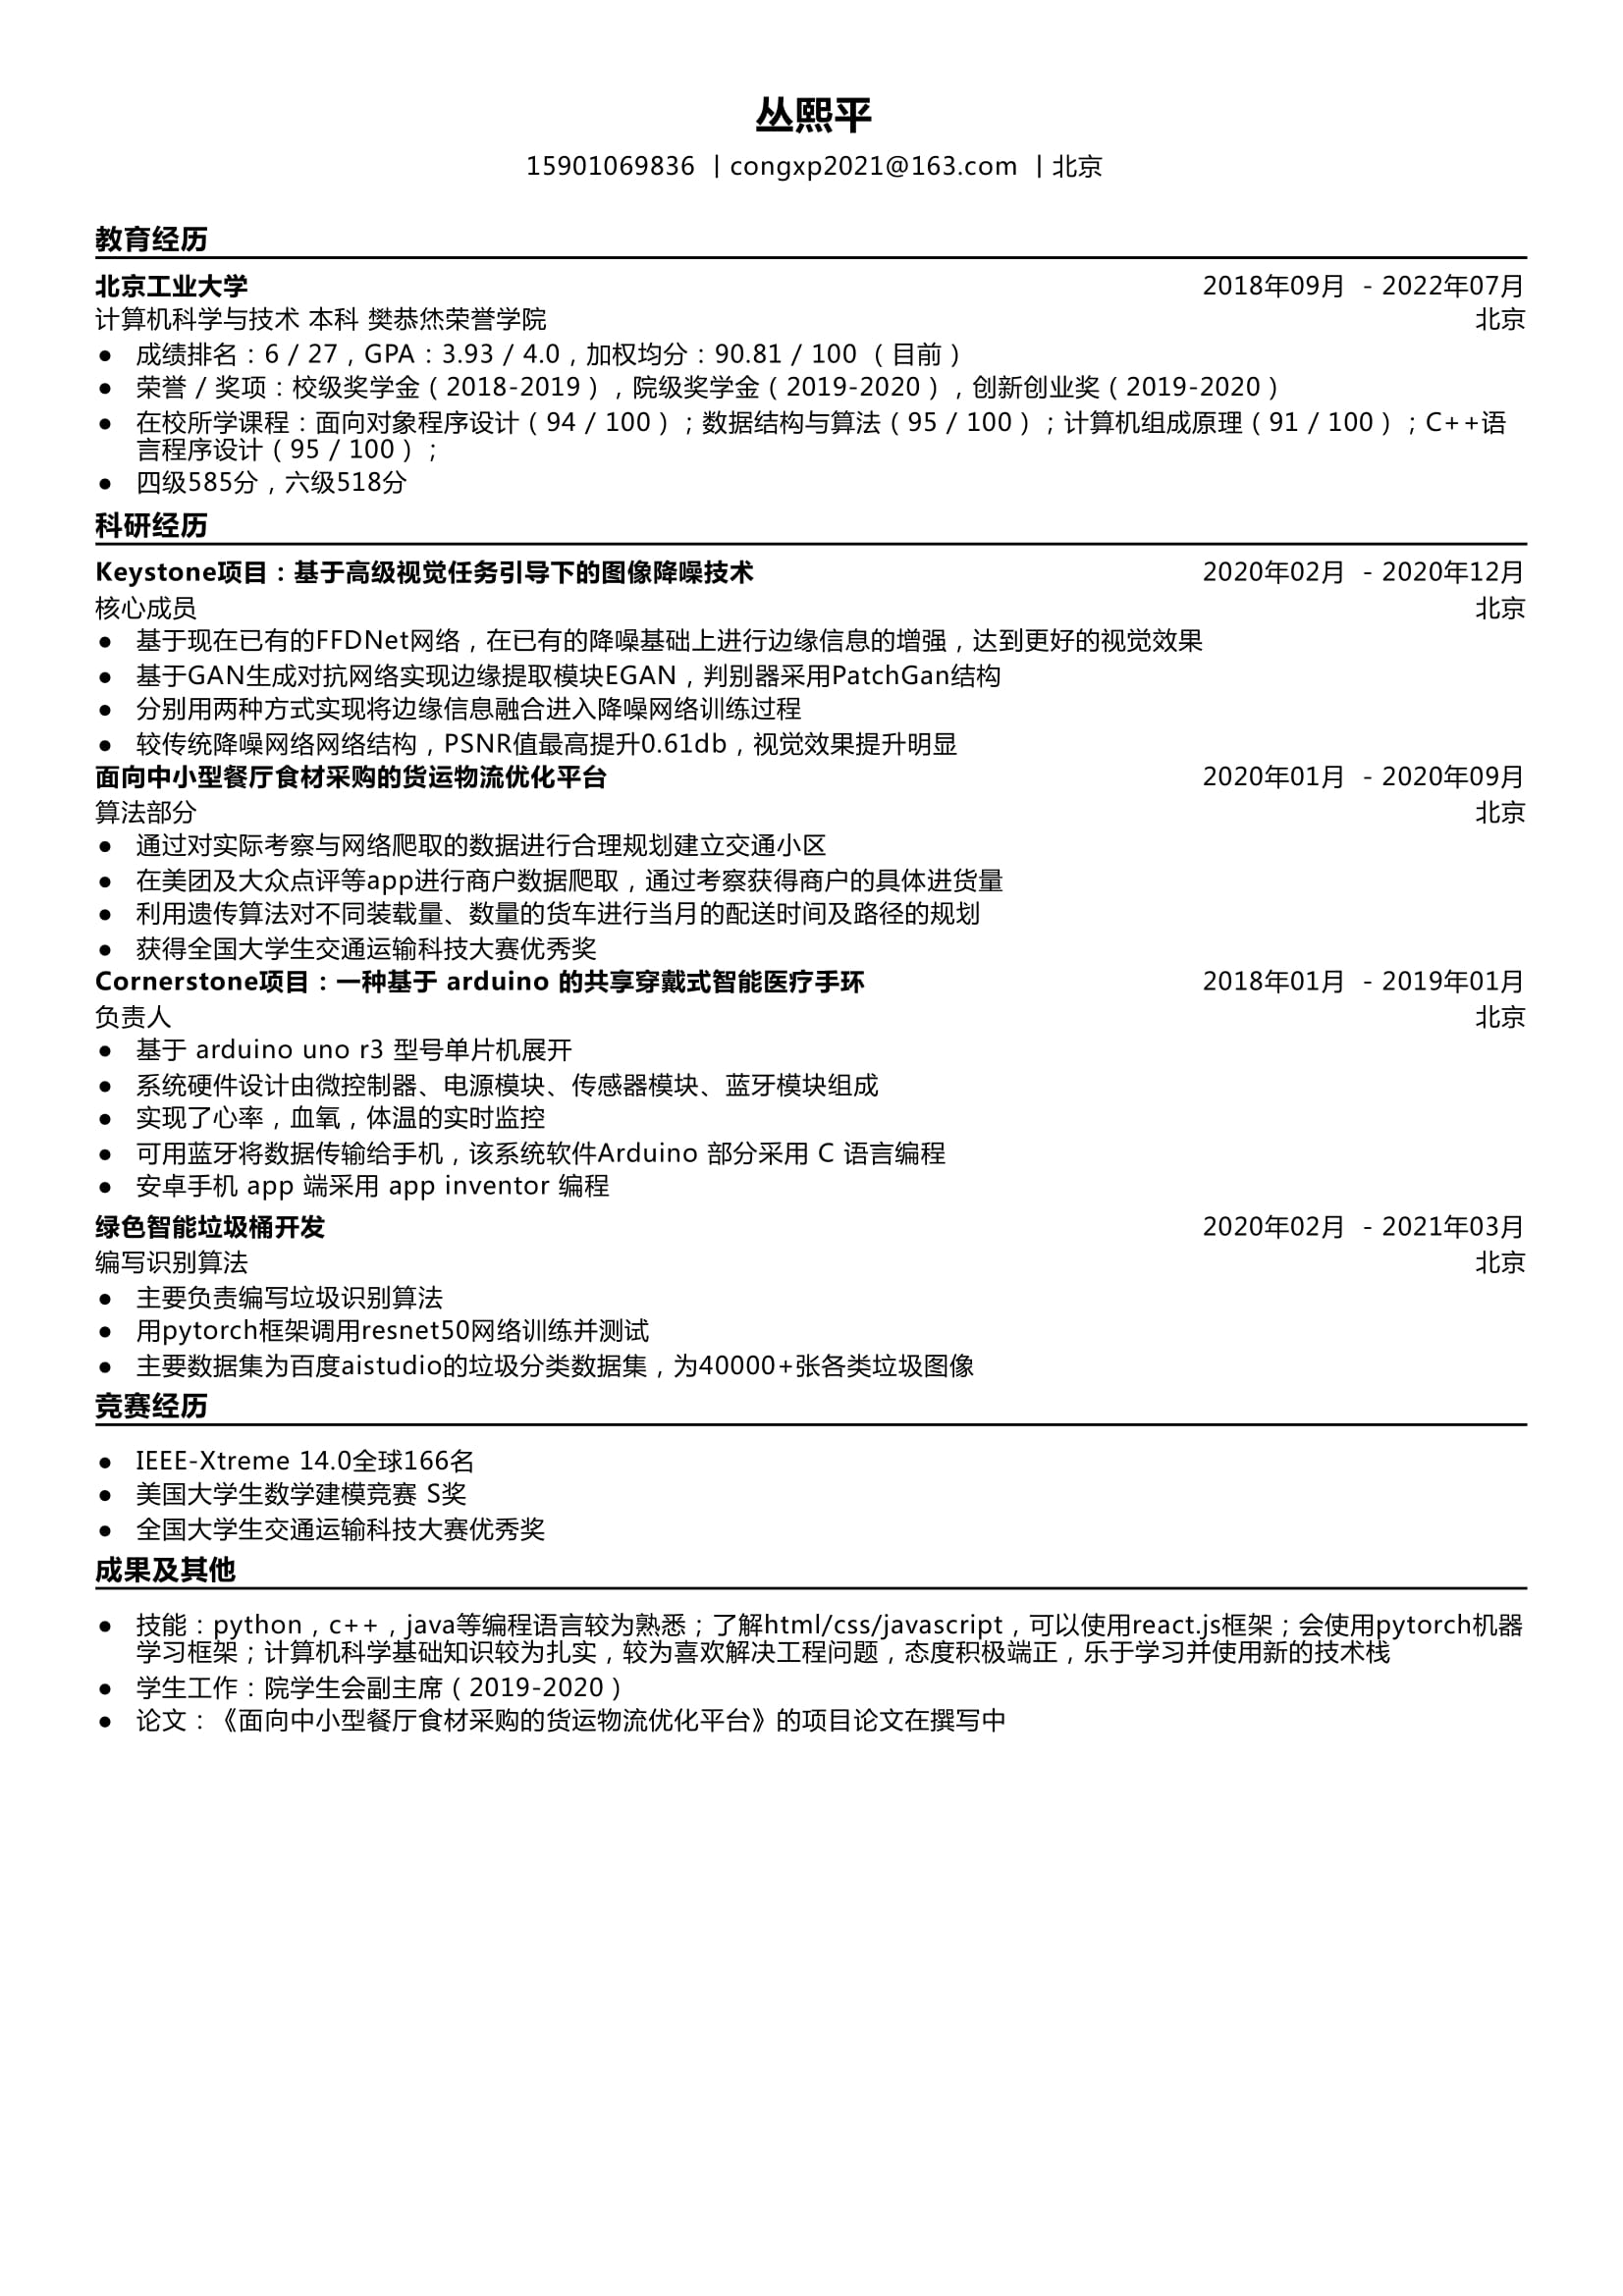 丛熙平
15901069836 | congxp2021@163.com | 北京
教育经历
北京工业大学 2018年09月 - 2022年07月
计算机科学与技术 本科 樊恭烋荣誉学院 北京
● 成绩排名：6 / 27，GPA：3.93 / 4.0，加权均分：90.81 / 100 （目前）
● 荣誉 / 奖项：校级奖学金（2018-2019），院级奖学金（2019-2020），创新创业奖（2019-2020）
● 在校所学课程：面向对象程序设计（94 / 100）；数据结构与算法（95 / 100）；计算机组成原理（91 / 100）；C++语
言程序设计（95 / 100）；
● 四级585分，六级518分
科研经历
Keystone项目：基于高级视觉任务引导下的图像降噪技术 2020年02月 - 2020年12月
核心成员 北京
● 基于现在已有的FFDNet网络，在已有的降噪基础上进行边缘信息的增强，达到更好的视觉效果
● 基于GAN生成对抗网络实现边缘提取模块EGAN，判别器采用PatchGan结构
● 分别用两种方式实现将边缘信息融合进入降噪网络训练过程
● 较传统降噪网络网络结构，PSNR值最高提升0.61db，视觉效果提升明显
面向中小型餐厅食材采购的货运物流优化平台 2020年01月 - 2020年09月
算法部分 北京
● 通过对实际考察与网络爬取的数据进行合理规划建立交通小区
● 在美团及大众点评等app进行商户数据爬取，通过考察获得商户的具体进货量
● 利用遗传算法对不同装载量、数量的货车进行当月的配送时间及路径的规划
● 获得全国大学生交通运输科技大赛优秀奖
Cornerstone项目：一种基于 arduino 的共享穿戴式智能医疗手环 2018年01月 - 2019年01月
负责人 北京
● 基于 arduino uno r3 型号单片机展开
● 系统硬件设计由微控制器、电源模块、传感器模块、蓝牙模块组成
● 实现了心率，血氧，体温的实时监控
● 可用蓝牙将数据传输给手机，该系统软件Arduino 部分采用 C 语言编程
● 安卓手机 app 端采用 app inventor 编程
绿色智能垃圾桶开发 2020年02月 - 2021年03月
编写识别算法 北京
● 主要负责编写垃圾识别算法
● 用pytorch框架调用resnet50网络训练并测试
● 主要数据集为百度aistudio的垃圾分类数据集，为40000+张各类垃圾图像
竞赛经历
● IEEE-Xtreme 14.0全球166名
● 美国大学生数学建模竞赛 S奖
● 全国大学生交通运输科技大赛优秀奖
成果及其他
● 技能：python，c++，java等编程语言较为熟悉；了解html/css/javascript，可以使用react.js框架；会使用pytorch机器
学习框架；计算机科学基础知识较为扎实，较为喜欢解决工程问题，态度积极端正，乐于学习并使用新的技术栈
● 学生工作：院学生会副主席（2019-2020）
● 论文：《面向中小型餐厅食材采购的货运物流优化平台》的项目论文在撰写中